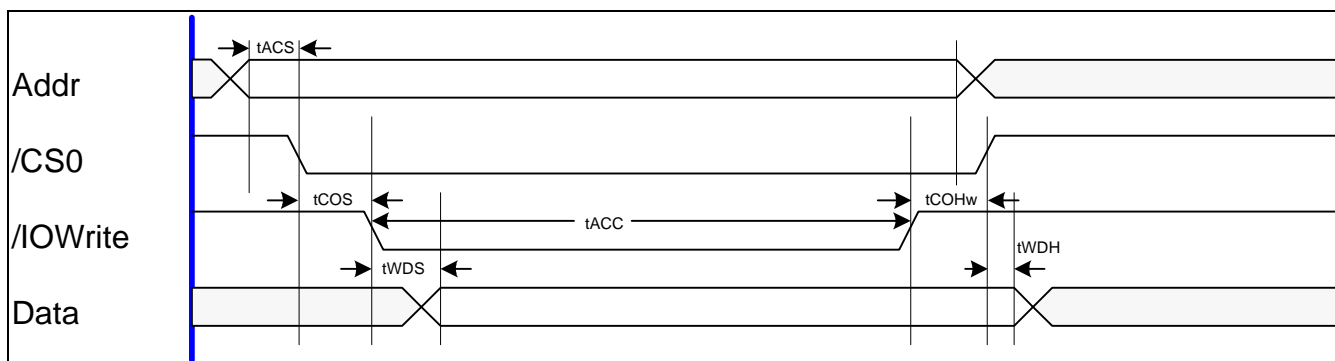 tACS
Addr
/CS0
tCOS
tCOHw
/IOWrite
tACC
tWDS
tWDH
Data